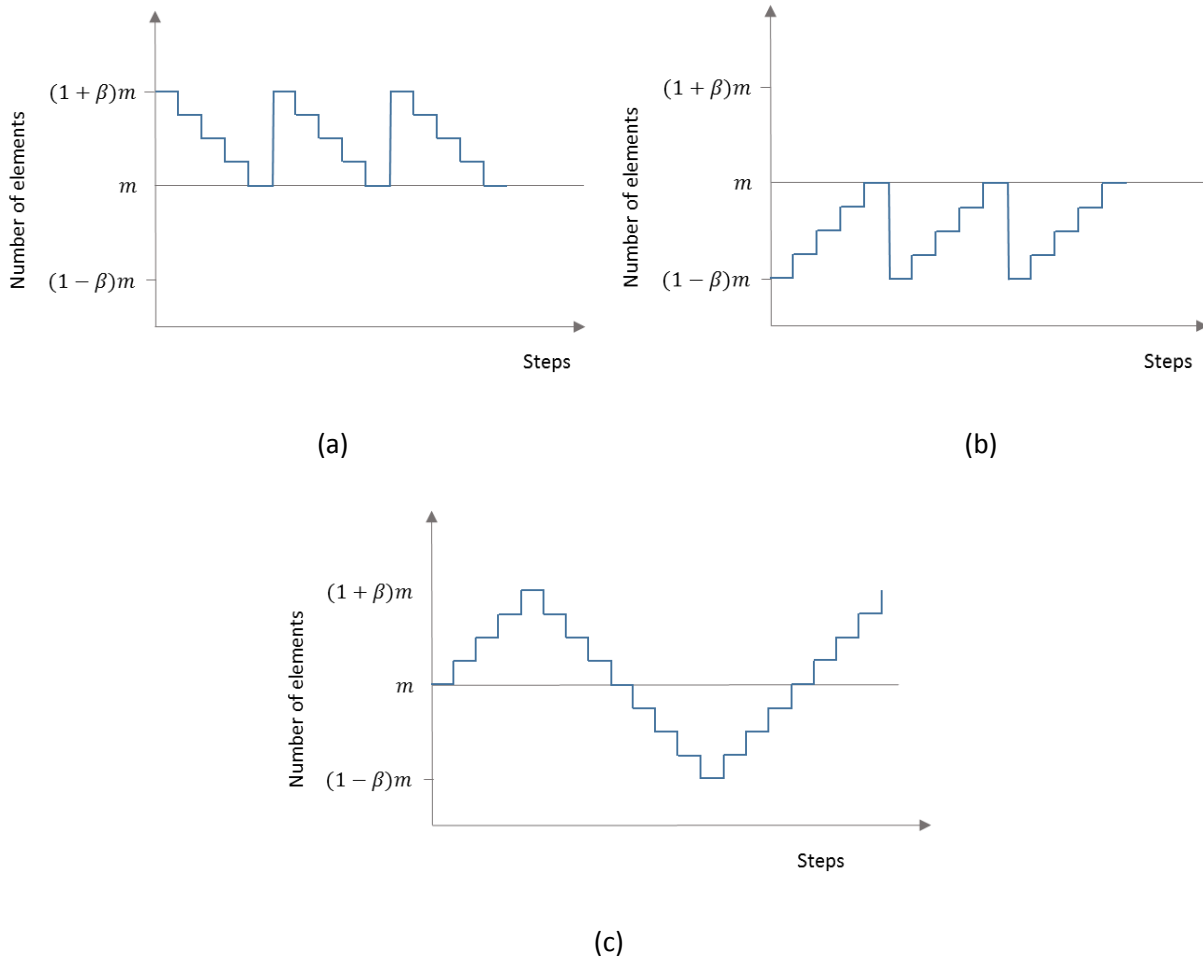 Number of elements
(1 + β)m
m
(1 − β)m
Steps
(a)
Number of elements
(1 + β)m
m
(1 − β)m
Steps
(b)
Number of elements
(1 + β)m
m
(1 − β)m
Steps
(c)